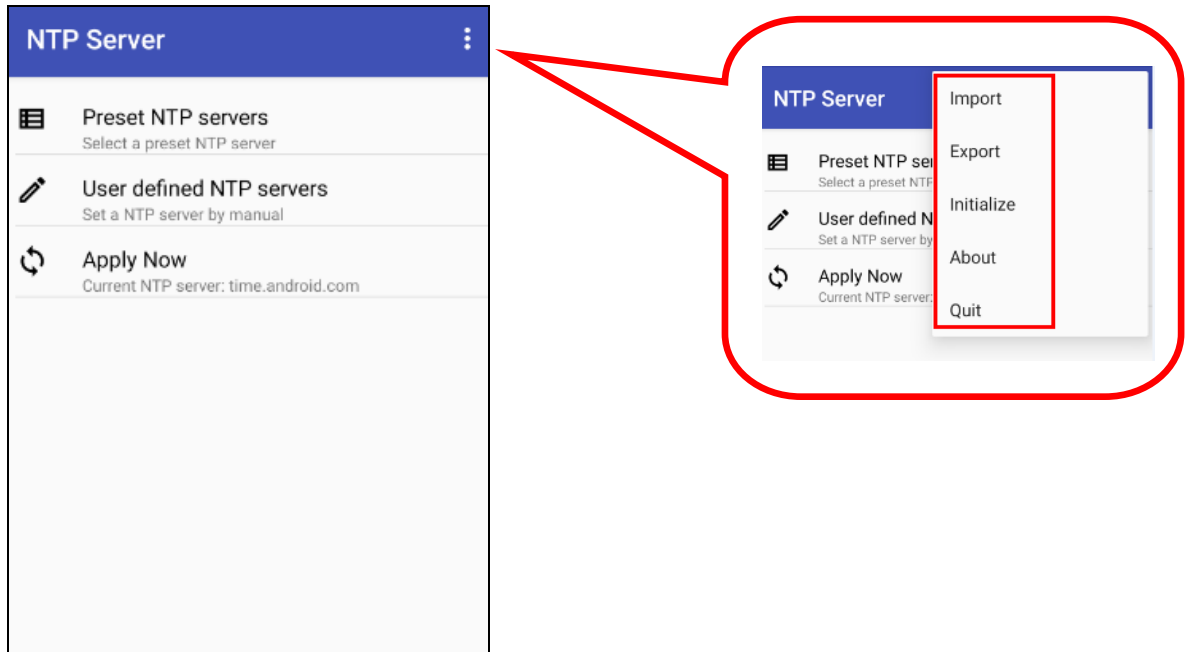 NTP Server
Preset NTP servers
Select a preset NTP server
User defined NTP servers
Set a NTP server by manual
Apply Now
Current NTP server: time.android.com
NTP Server
Import
Export
Initialize
About
Quit
Preset NTP ser
Select a preset NTP
User defined N
Set a NTP server by
Apply Now
Current NTP server: